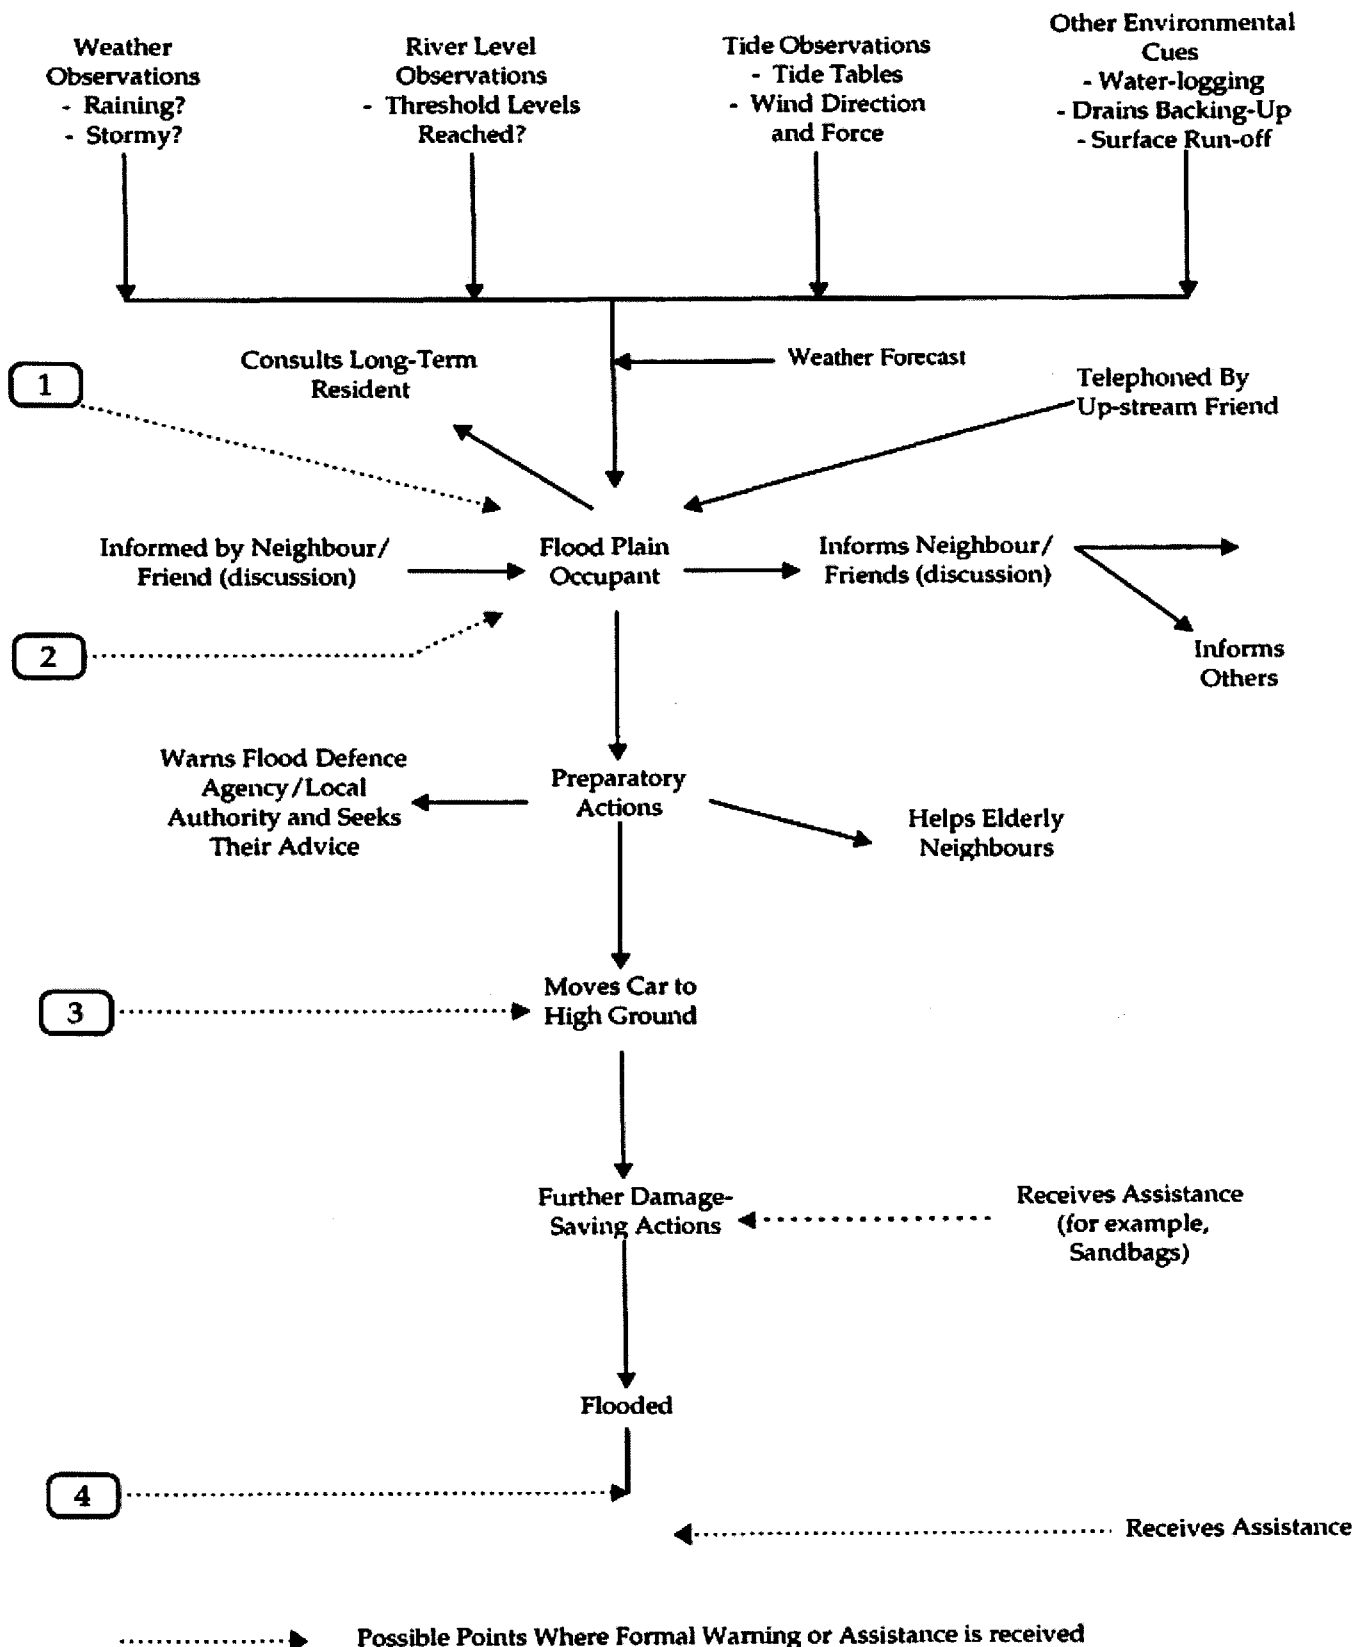 Weather
Observations
- Raining?
- Stormy?
River Level
Observations
- Threshold Levels
Reached?
Tide Observations
- Tide Tables
- Wind Direction
and Force
Other Environmental
Cues
- Water-logging
- Drains Backing-Up
- Surface Run-off
1
Consults Long-Term
Resident
Weather Forecast
Telephoned By
Up-stream Friend
Informed by Neighbour/
Friend (discussion)
Flood Plain
Occupant
Informs Neighbour/
Friends (discussion)
2
Informs
Others
Warns Flood Defence
Agency/Local
Authority and Seeks
Their Advice
Preparatory
Actions
Helps Elderly
Neighbours
3
Moves Car to
High Ground
Further Damage-
Saving Actions
Receives Assistance
(for example,
Sandbags)
Flooded
4
Receives Assistance
Possible Points Where Formal Warning or Assistance is received